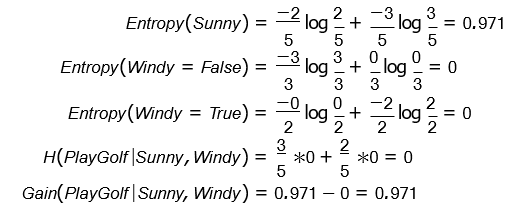 Entropy(Sunny) = -2/5 log 2/5 + -3/5 log 3/5 = 0.971
Entropy(Windy = False) = -3/3 log 3/3 + 0/3 log 0/3 = 0
Entropy(Windy = True) = -0/2 log 0/2 + -2/2 log 2/2 = 0
H(PlayGolf|Sunny, Windy) = 3/5 *0 + 2/5 *0 = 0
Gain(PlayGolf|Sunny, Windy) = 0.971 – 0 = 0.971